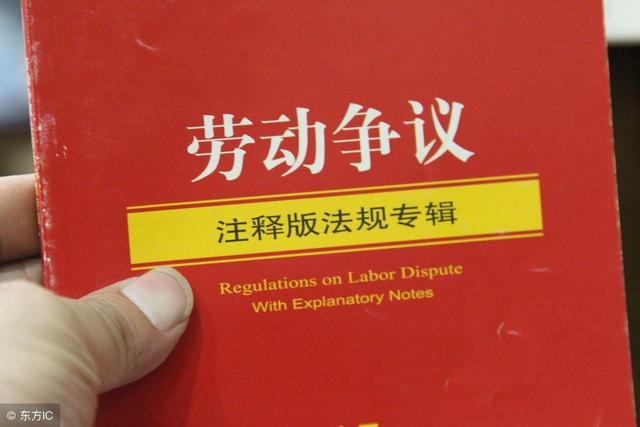 劳动争议
注释版法规专辑
Regulations on Labor Dispute
With Explanatory Notes
© 东方IC